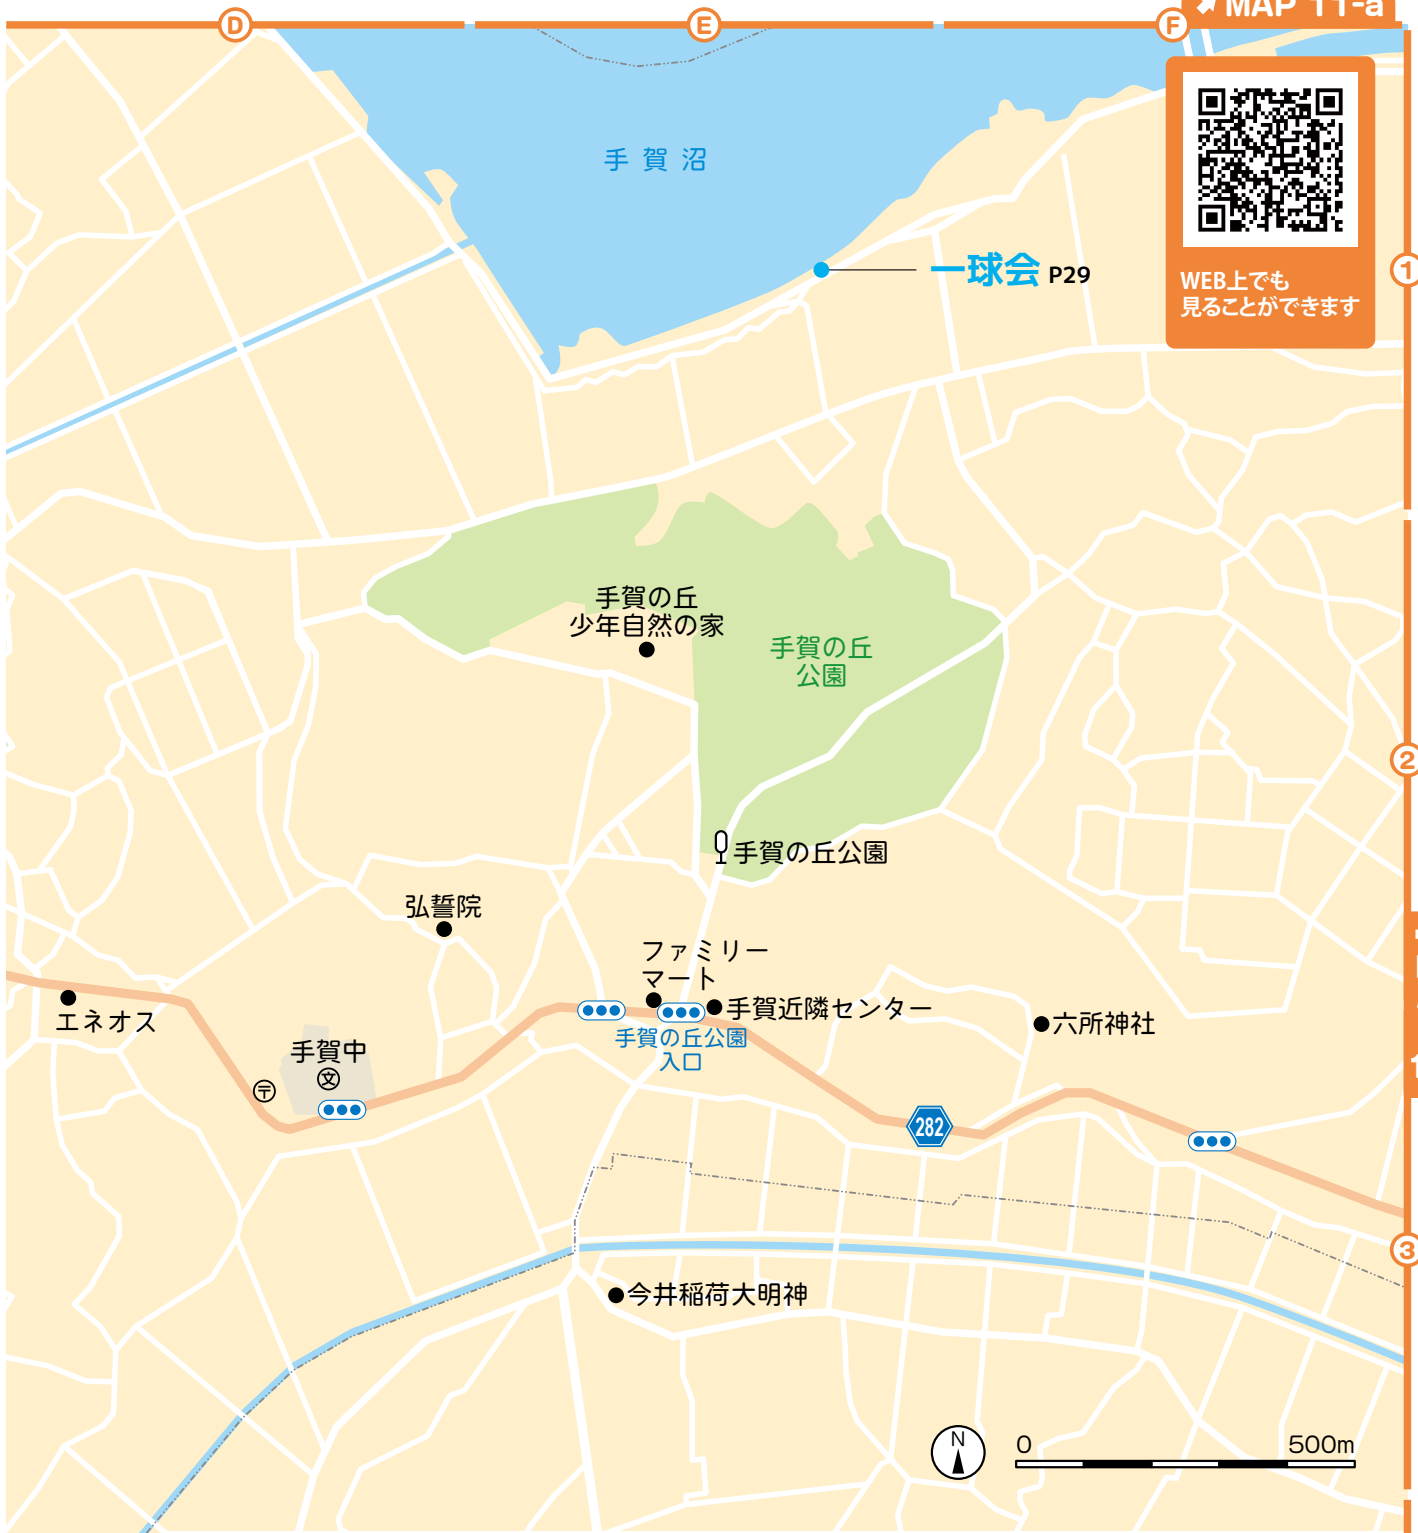 D
E
F
MAP 11-a
手賀沼
一球会 P29
WEB上でも
見ることができます
1
手賀の丘
少年自然の家
手賀の丘
公園
2
手賀の丘公園
弘誓院
ファミリー
マート
エネオス
手賀近隣センター
六所神社
手賀の丘公園
入口
手賀中
文
〒
282
3
今井稲荷大明神
N
0
500m